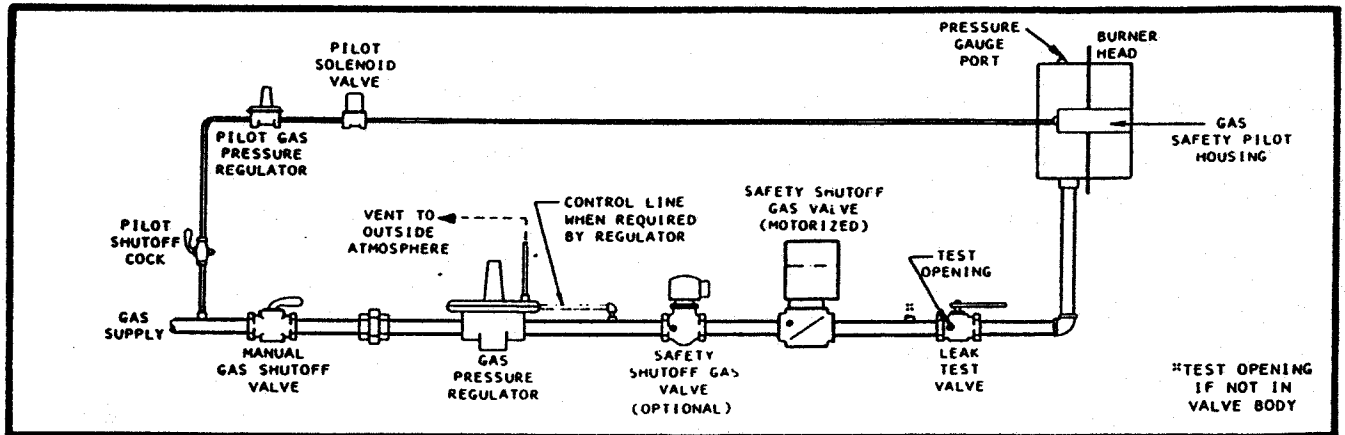 PRESSURE
GAUGE
PORT
BURNER
HEAD
PILOT
SOLENOID
VALVE
PILOT GAS
PRESSURE
REGULATOR
GAS
SAFETY PILOT
HOUSING
PILOT
SHUTOFF
COCK
VENT TO
OUTSIDE
ATMOSPHERE
CONTROL LINE
WHEN REQUIRED
BY REGULATOR
SAFETY SHUTOFF
GAS VALVE
(MOTORIZED)
TEST
OPENING
GAS
SUPPLY
MANUAL
GAS SHUTOFF
VALVE
GAS
PRESSURE
REGULATOR
SAFETY
SHUTOFF GAS
VALVE
(OPTIONAL)
*
LEAK
TEST
VALVE
*TEST OPENING
IF NOT IN
VALVE BODY